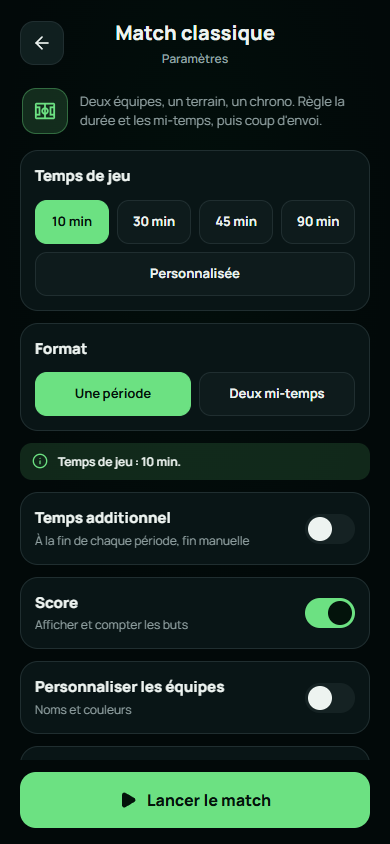 Match classique
Paramètres
Deux équipes, un terrain, un chrono. Règle la
durée et les mi-temps, puis coup d'envoi.
Temps de jeu
10 min
30 min
45 min
90 min
Personnalisée
Format
Une période
Deux mi-temps
Temps de jeu : 10 min.
Temps additionnel
À la fin de chaque période, fin manuelle
Score
Afficher et compter les buts
Personnaliser les équipes
Noms et couleurs
Lancer le match